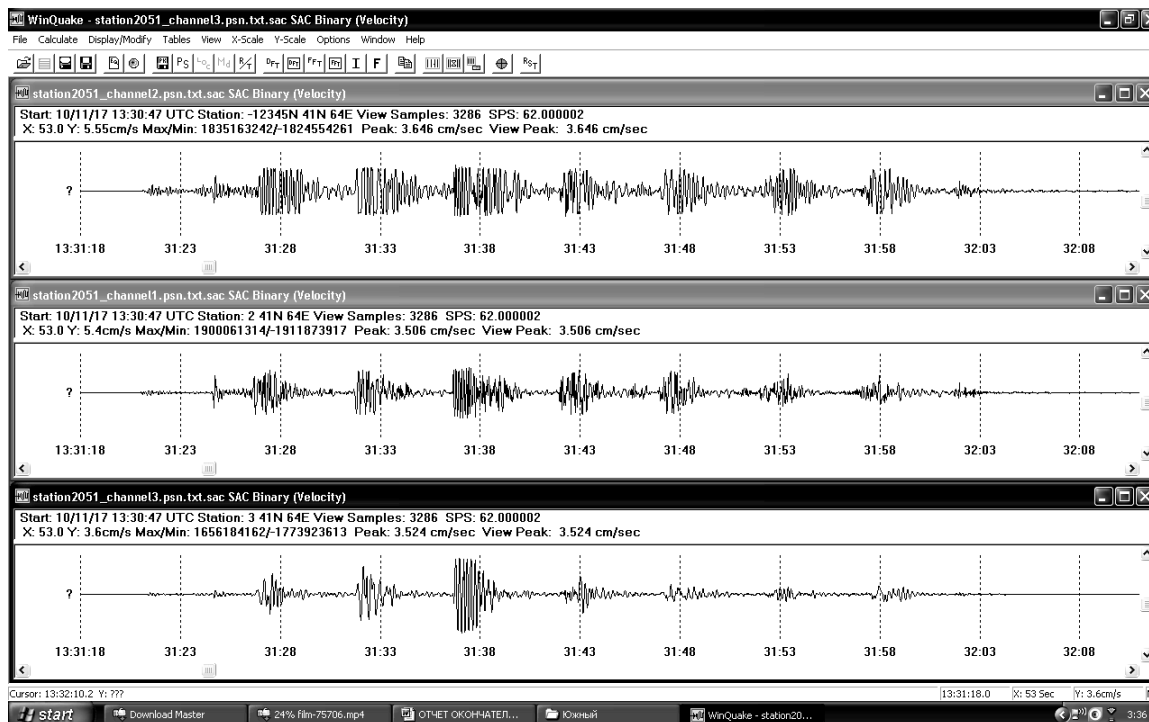 WinQuake - station2051_channel3.psn.txt.sac SAC Binary (Velocity)
File Calculate Display/Modify Tables View X-Scale Y-Scale Options Window Help
station2051_channel2.psn.txt.sac SAC Binary (Velocity)
Start: 10/11/17 13:30:47 UTC Station: -12345N 41N 64E View Samples: 3286 SPS: 62.000002
X: 53.0 Y: 5.55cm/s Max/Min: 1835163242/-1824554261 Peak: 3.646 cm/sec View Peak: 3.646 cm/sec
?
13:31:18 31:23 31:28 31:33 31:38 31:43 31:48 31:53 31:58 32:03 32:08
station2051_channel1.psn.txt.sac SAC Binary (Velocity)
Start: 10/11/17 13:30:47 UTC Station: 2 41N 64E View Samples: 3286 SPS: 62.000002
X: 53.0 Y: 5.4cm/s Max/Min: 1900061314/-1911873917 Peak: 3.506 cm/sec View Peak: 3.506 cm/sec
?
13:31:18 31:23 31:28 31:33 31:38 31:43 31:48 31:53 31:58 32:03 32:08
station2051_channel3.psn.txt.sac SAC Binary (Velocity)
Start: 10/11/17 13:30:47 UTC Station: 3 41N 64E View Samples: 3286 SPS: 62.000002
X: 53.0 Y: 3.6cm/s Max/Min: 1656184162/-1773923613 Peak: 3.524 cm/sec View Peak: 3.524 cm/sec
?
13:31:18 31:23 31:28 31:33 31:38 31:43 31:48 31:53 31:58 32:03 32:08
Cursor: 13:32:10.2 Y: ??? 13:31:18.0 X: 53 Sec Y: 3.6cm/s
start Download Master 24% film-75706.mp4 ОТЧЕТ ОКОНЧАТЕЛ... Южный WinQuake - station20... 3:36